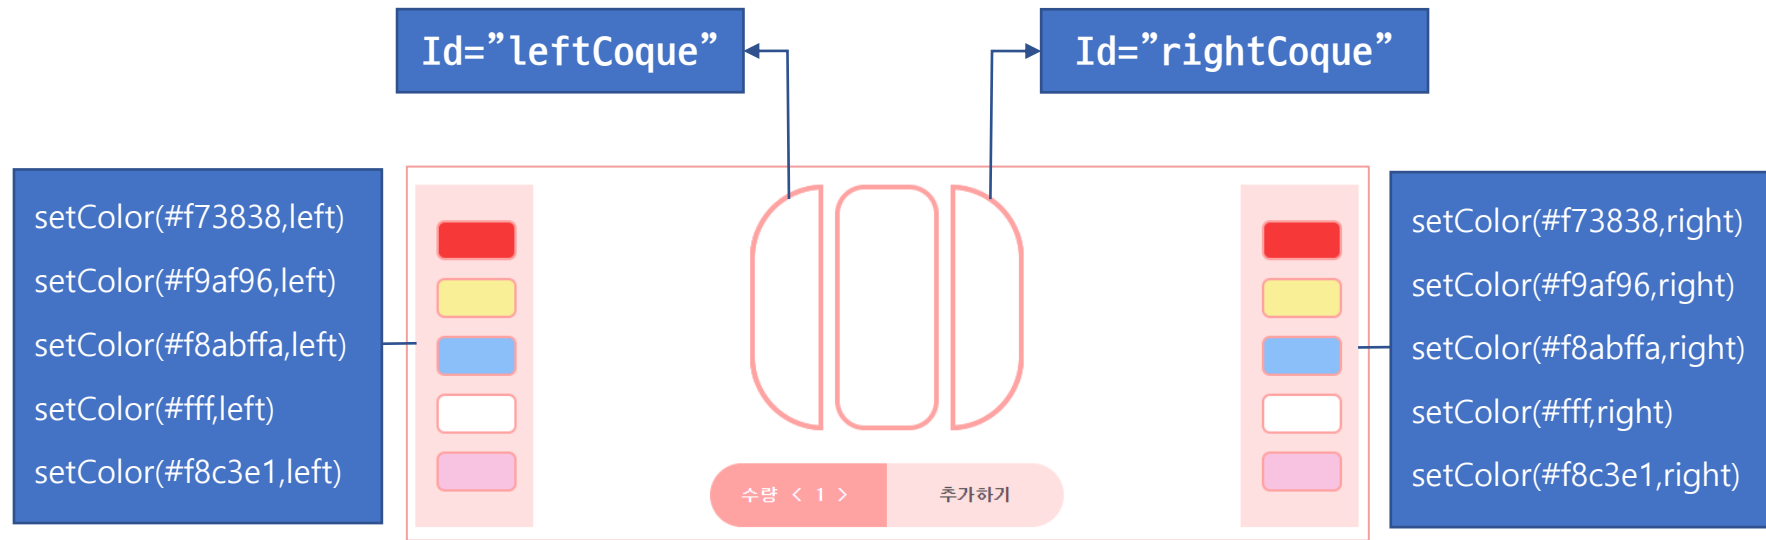 Id=”leftCoque”
Id=”rightCoque”
setColor(#f73838,left)
setColor(#f9af96,left)
setColor(#f8abffa,left)
setColor(#fff,left)
setColor(#f8c3e1,left)
setColor(#f73838,right)
setColor(#f9af96,right)
setColor(#f8abffa,right)
setColor(#fff,right)
setColor(#f8c3e1,right)
수량 < 1 >
추가하기